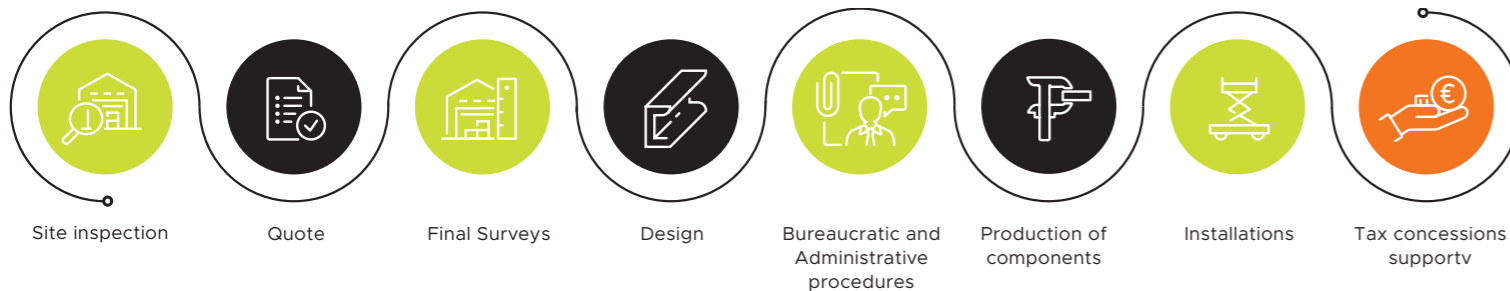 €
Site inspection
Quote
Final Surveys
Design
Bureaucratic and
Administrative
procedures
Production of
components
Installations
Tax concessions
supportv